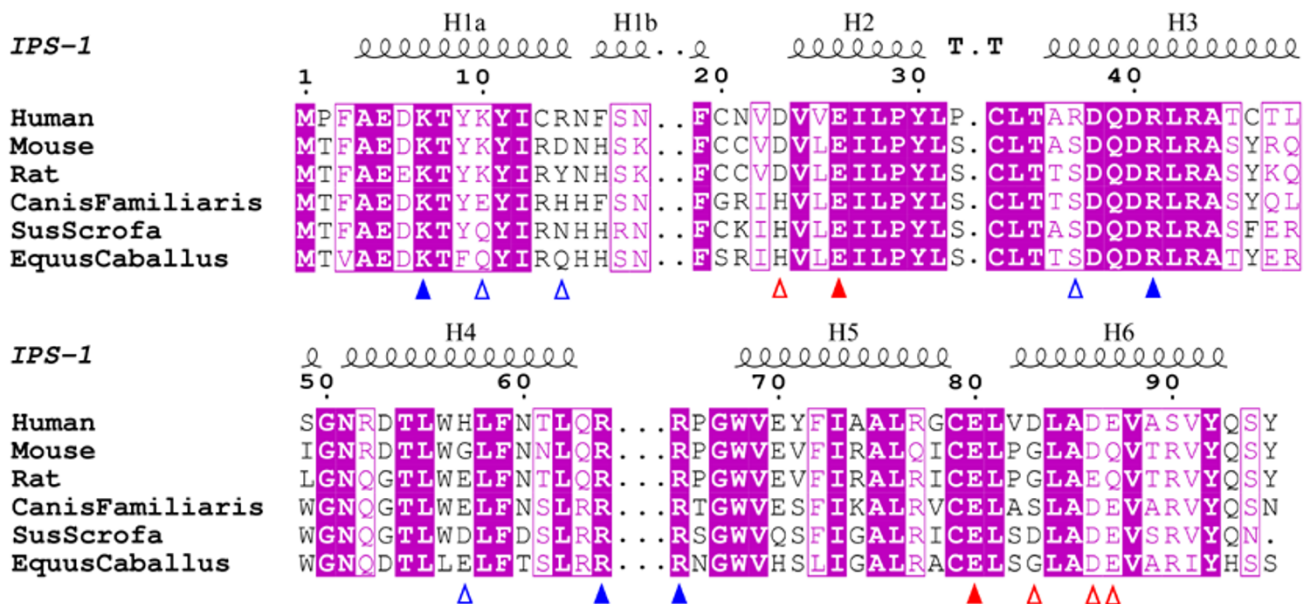 H1a H1b H2 H3
IPS-1 .. T.T
1 10 20 30 40
Human MPFAEDKTYKYICRNFSN..FCNVDVVEILPYLP.CLTARDQDRLRATCTL
Mouse MTFAEDKTYKYIRDNHSK..FCCVDVLEILPYLS.CLTASDQDRLRASYRQ
Rat MTFAEEKTYKYIRYNHSK..FCCVDVLEILPYLS.CLTTSDQDRLRASYKQ
CanisFamiliaris MTFAEDKTYEYIRHHFSN..FGRIHVLEILPYLS.CLTTSDQDRLRASYQL
SusScrofa MTFAEDKTYQYIRNHHRN..FCKIHVLEILPYLS.CLTASDQDRLRASFER
EquusCaballus MTVAEDKTFQYIRQHHSN..FSRIHVLEILPYLS.CLTTSDQDRLRATYER
H4 H5 H6
IPS-1
50 60 70 80 90
Human SGNRDTLWHLFNTLQR...RPGWVEYFIAALRGCELVDLADEVASVYQSY
Mouse IGNRDTLWGLFNNLQR...RPGWVEVFIRALQICELPGLADQVTRVYQSY
Rat LGNQGTLWELFNTLQR...RPGWVEVFIRALRICELPGLAEQVTRVYQSY
CanisFamiliaris WGNQDTLWELFNSLRR...RTGWVESFIKALRVCELASLADEVARVYQSN
SusScrofa WGNQGTLWDLFDSLRR...RSGWVQSFIGALRICELSDLADEVSRVYQN.
EquusCaballus WGNQDTLLELFTSLRR...RNGWVHSLIGALRACELSGLADEVARIYHSS